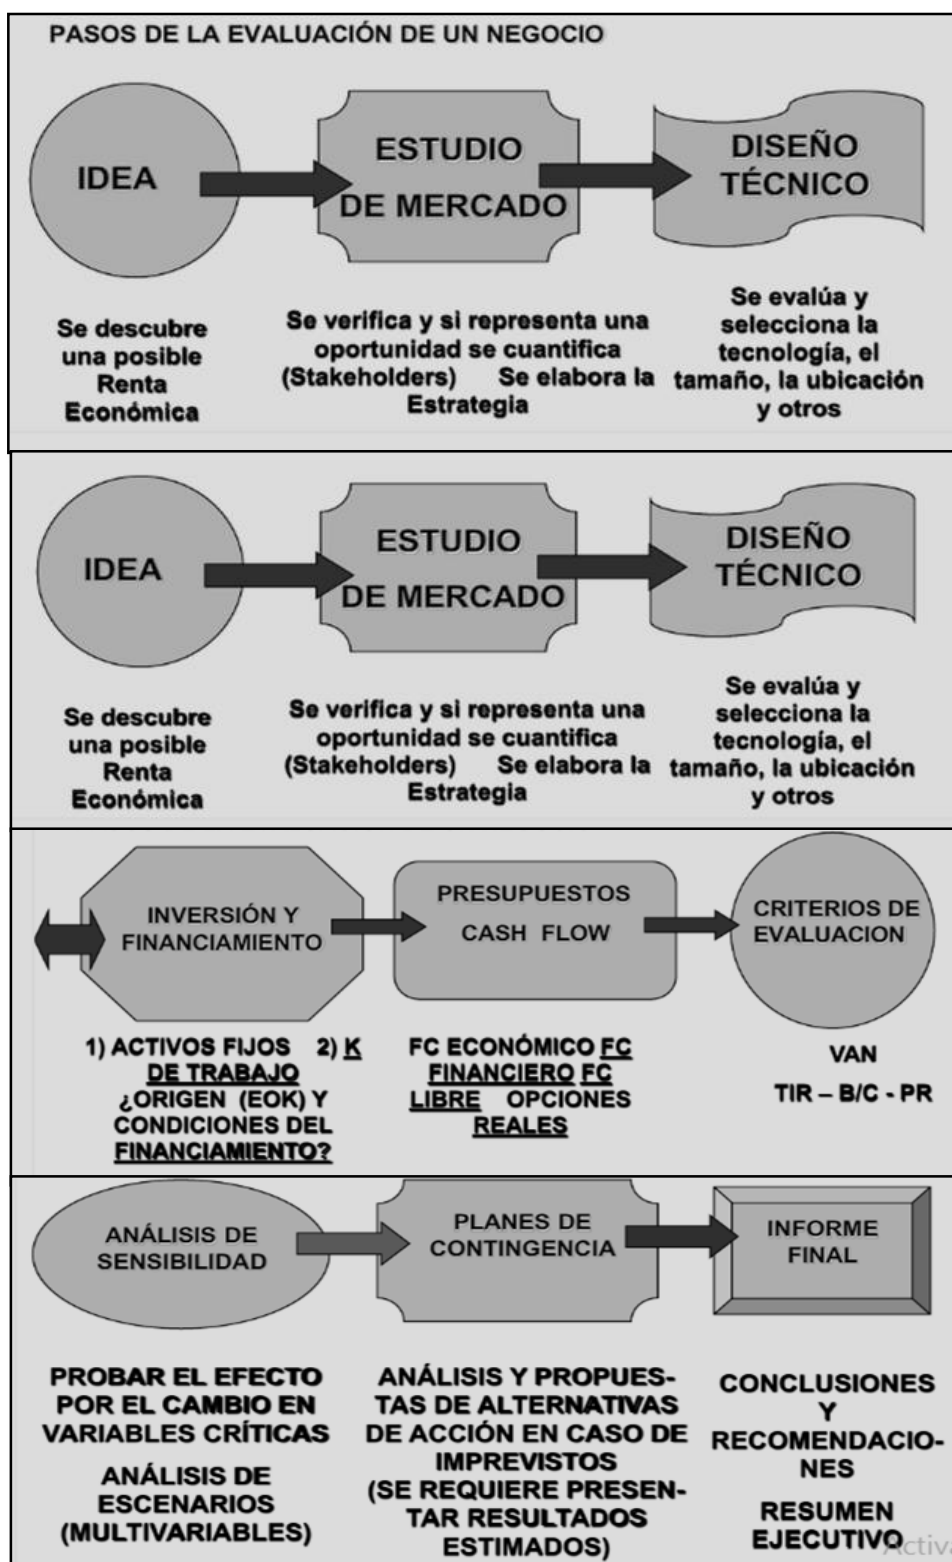 PASOS DE LA EVALUACIÓN DE UN NEGOCIO
IDEA
ESTUDIO
DE MERCADO
DISEÑO
TÉCNICO
Se descubre
una posible
Renta
Económica
Se verifica y si representa una
oportunidad se cuantifica
(Stakeholders) Se elabora la
Estrategia
Se evalúa y
selecciona la
tecnología, el
tamaño, la ubicación
y otros
IDEA
ESTUDIO
DE MERCADO
DISEÑO
TÉCNICO
Se descubre
una posible
Renta
Económica
Se verifica y si representa una
oportunidad se cuantifica
(Stakeholders) Se elabora la
Estrategia
Se evalúa y
selecciona la
tecnología, el
tamaño, la ubicación
y otros
INVERSIÓN Y
FINANCIAMIENTO
PRESUPUESTOS
CASH FLOW
CRITERIOS DE
EVALUACION
1) ACTIVOS FIJOS 2) K
DE TRABAJO
¿ORIGEN (EOK) Y
CONDICIONES DEL
FINANCIAMIENTO?
FC ECONÓMICO FC
FINANCIERO FC
LIBRE OPCIONES
REALES
VAN
TIR – B/C - PR
ANÁLISIS DE
SENSIBILIDAD
PLANES DE
CONTINGENCIA
INFORME
FINAL
PROBAR EL EFECTO
POR EL CAMBIO EN
VARIABLES CRÍTICAS
ANÁLISIS DE
ESCENARIOS
(MULTIVARIABLES)
ANÁLISIS Y PROPUES-
TAS DE ALTERNATIVAS
DE ACCIÓN EN CASO DE
IMPREVISTOS
(SE REQUIERE PRESEN-
TAR RESULTADOS
ESTIMADOS)
CONCLUSIONES
Y
RECOMENDACIO-
NES
RESUMEN
EJECUTIVO
Activ